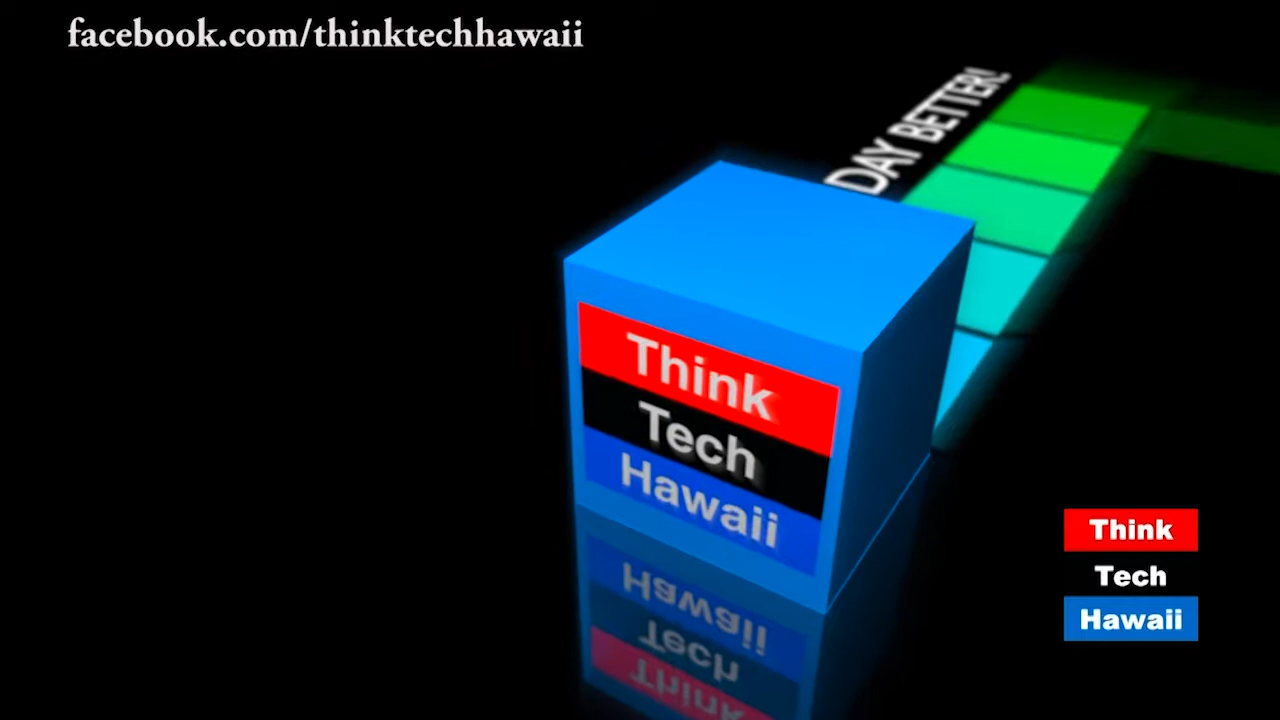 facebook.com/thinktechhawaii
DAY BETTER!
Think
Tech
Hawaii
Think
Tech
Hawaii